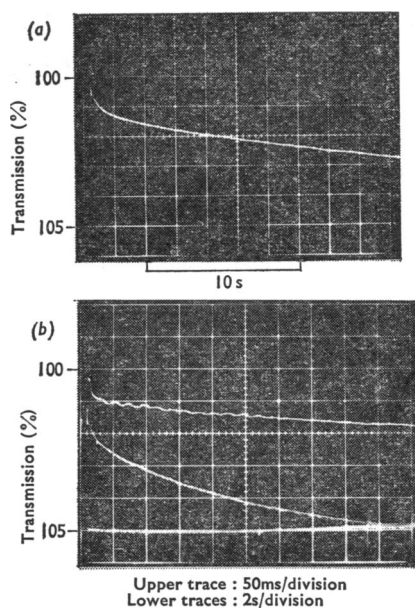 (a)
100
Transmission (%)
105
10 s
(b)
100
Transmission (%)
105
Upper trace : 50ms/division
Lower traces : 2s/division